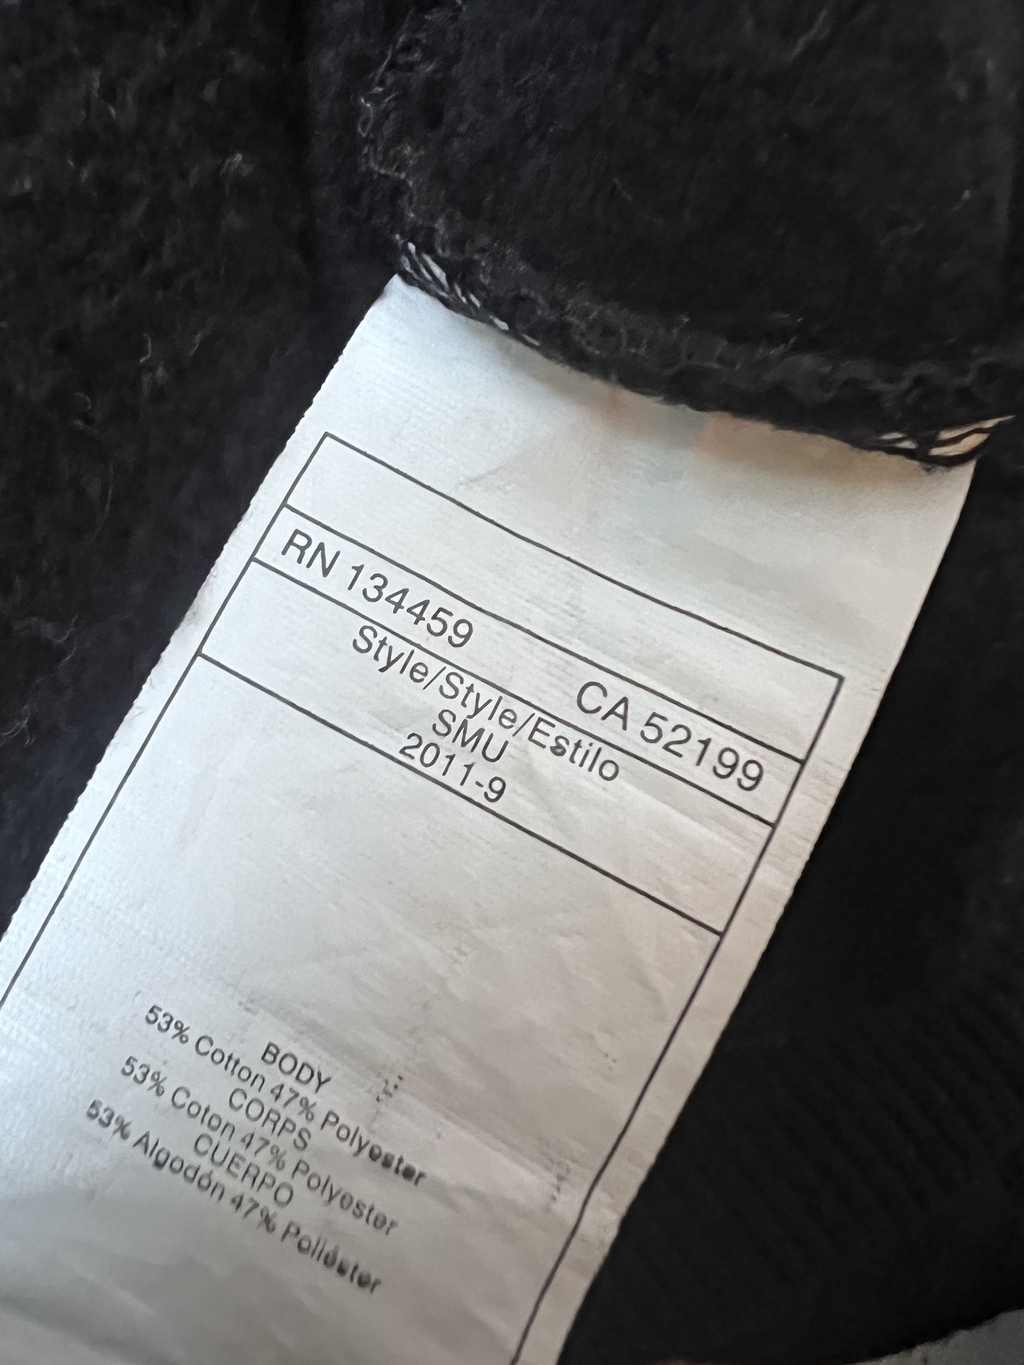 RN 134459 CA 52199
Style/Style/Estilo
SMU
2011-9
BODY
53% Cotton 47% Polyester
CORPS
53% Coton 47% Polyester
CUERPO
53% Algodón 47% Poliéster